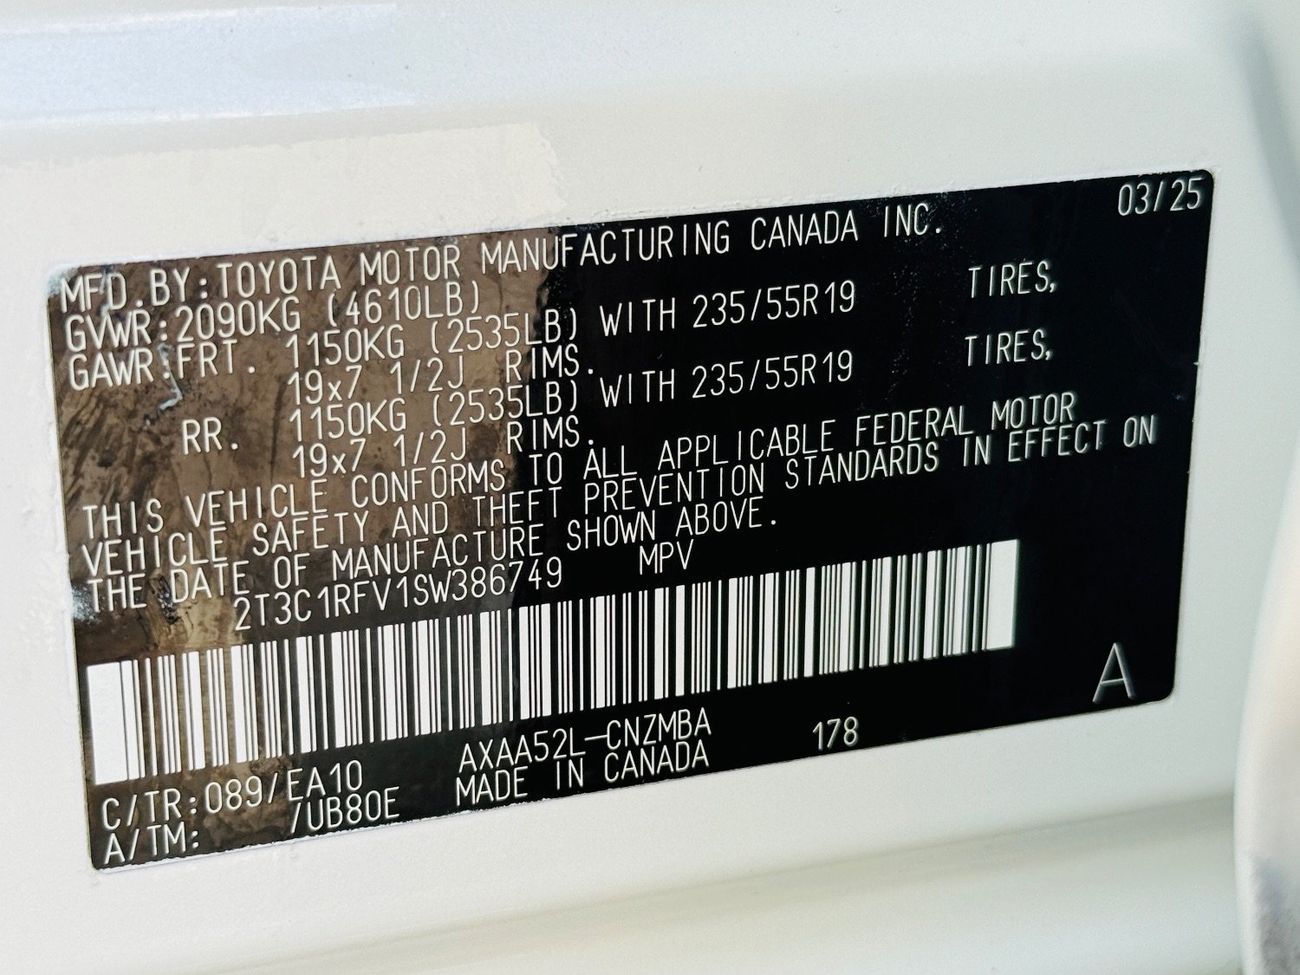 03/25
MFD.BY:TOYOTA MOTOR MANUFACTURING CANADA INC.
GVWR:2090KG (4610LB)
GAWR:FRT. 1150KG (2535LB) WITH 235/55R19 TIRES,
19x7 1/2J RIMS.
RR. 1150KG (2535LB) WITH 235/55R19 TIRES,
19x7 1/2J RIMS.
THIS VEHICLE CONFORMS TO ALL APPLICABLE FEDERAL MOTOR
VEHICLE SAFETY AND THEFT PREVENTION STANDARDS IN EFFECT ON
THE DATE OF MANUFACTURE SHOWN ABOVE.
2T3C1RFV1SW386749 MPV
A
C/TR:089/EA10 AXAA52L-CNZMBA 178
A/TM: /UB80E MADE IN CANADA